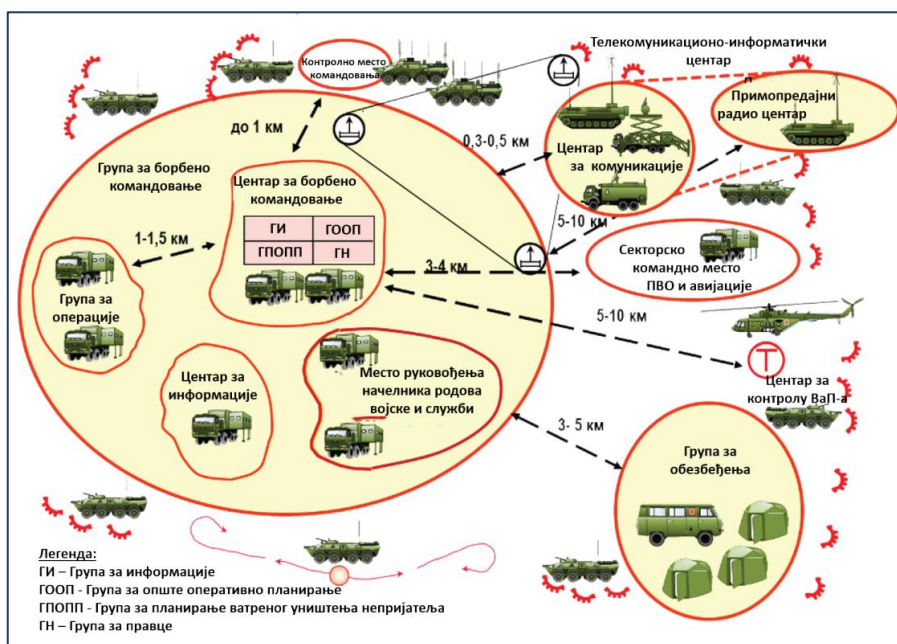 Контролно место
командовања
Телекомуникационо-информатички
центар
Примопредајни
радио центар
до 1 км
0,3-0,5 км
Центар
за комуникације
Група за борбено
командовање
Центар за борбено
командовање
ГИ
ГООП
ГПОПП
ГН
1-1,5 км
5-10 км
3-4 км
Секторско
командно место
ПВО и авијације
Група за
операције
5-10 км
Центар за
информације
Место руковођења
начелника родова
војске и служби
Центар за
контролу ВаП-а
3- 5 км
Група за
обезбеђења
Легенда:
ГИ – Група за информације
ГООП - Група за опште оперативно планирање
ГПОПП - Група за планирање ватреног уништења непријатеља
ГН – Група за правце